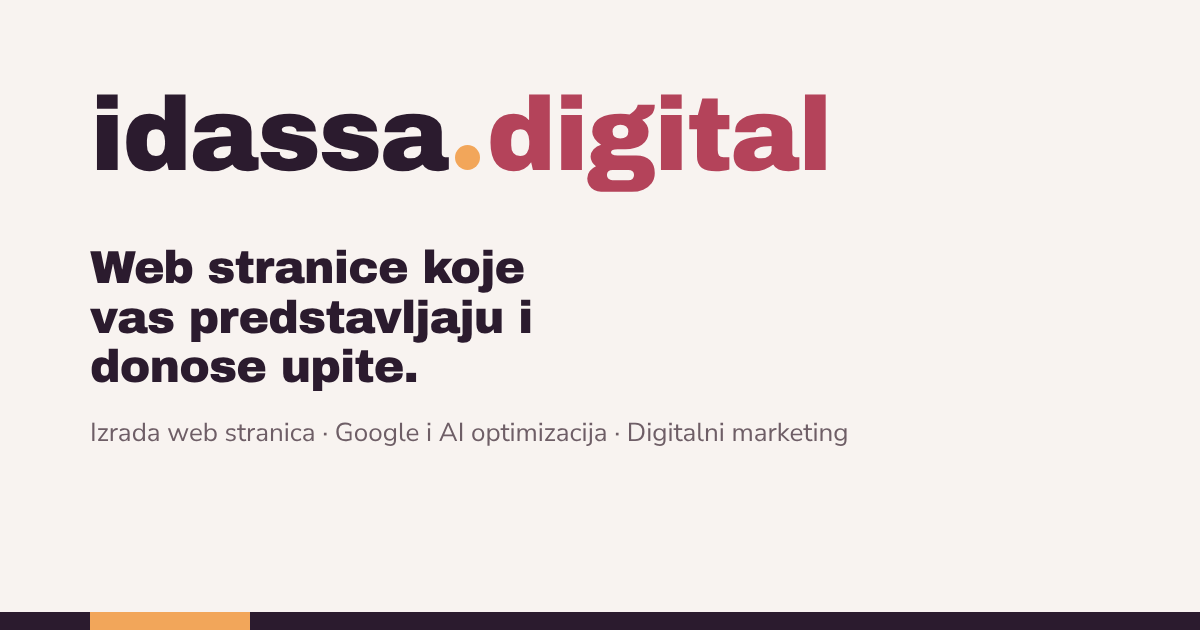 idassa.digital
Web stranice koje
vas predstavljaju i
donose upite.
Izrada web stranica · Google i AI optimizacija · Digitalni marketing